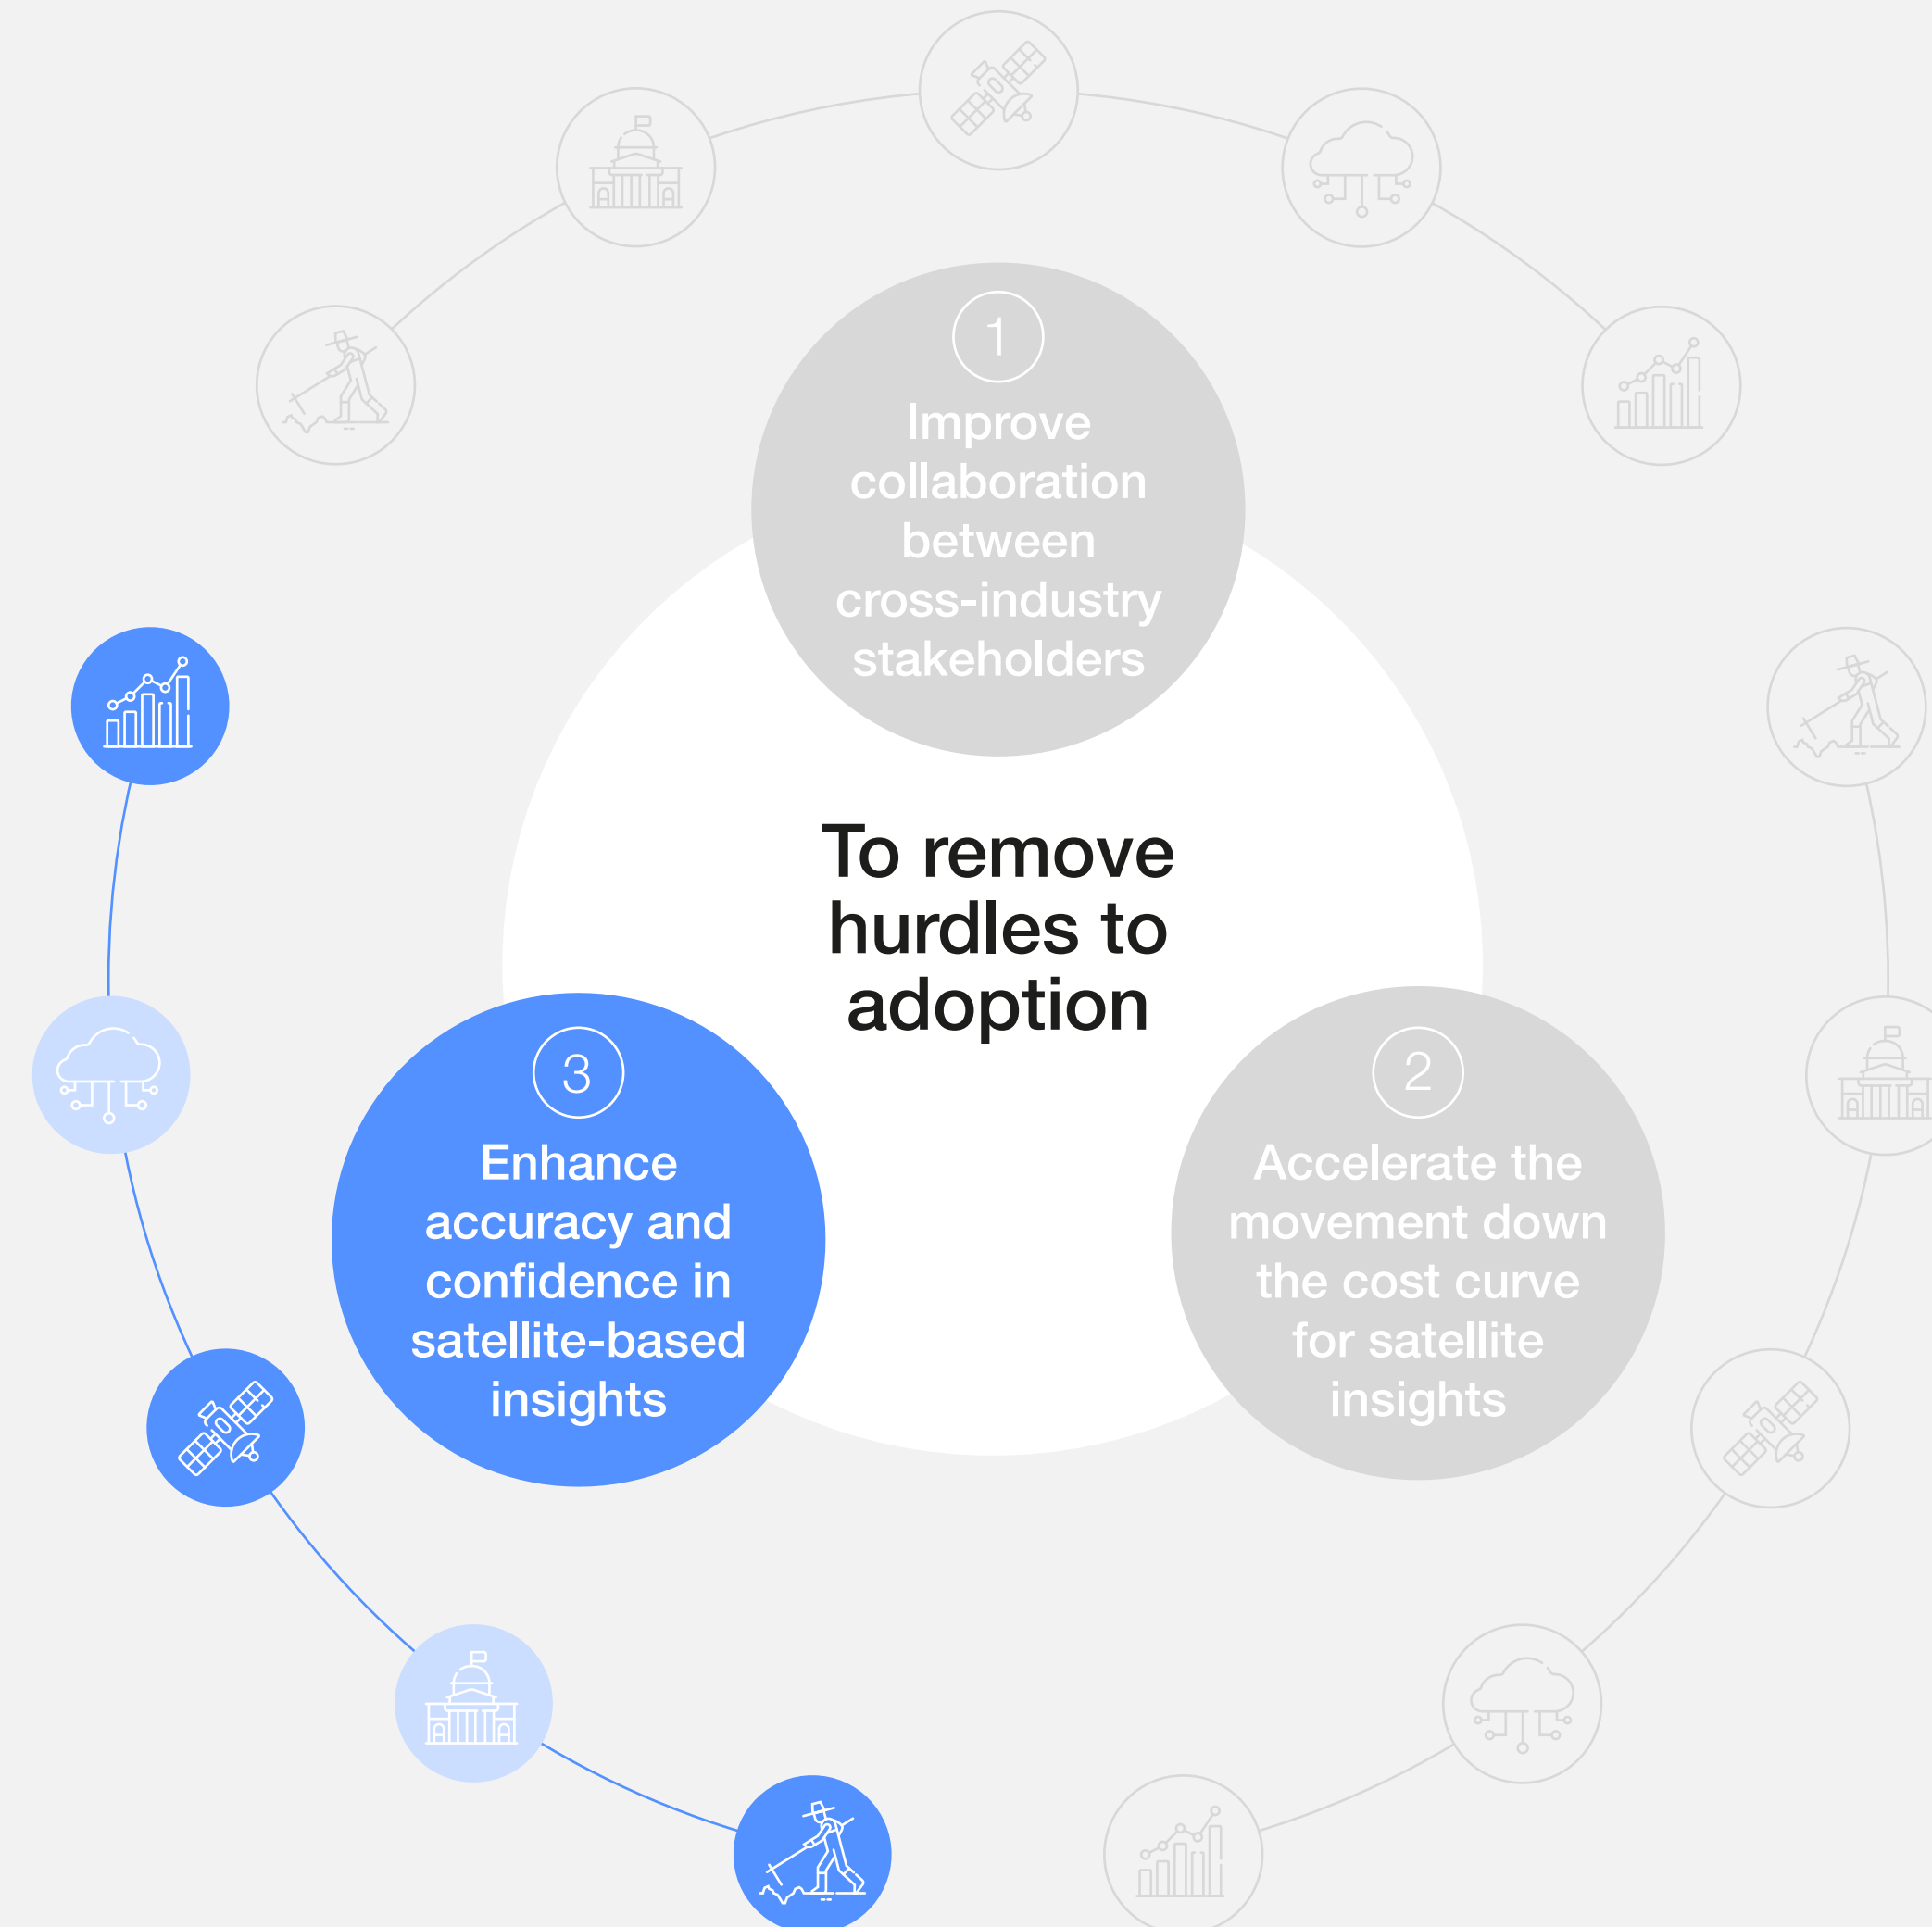 1
Improve
collaboration
between
cross-industry
stakeholders
To remove
hurdles to
adoption
3
Enhance
accuracy and
confidence in
satellite-based
insights
2
Accelerate the
movement down
the cost curve
for satellite
insights